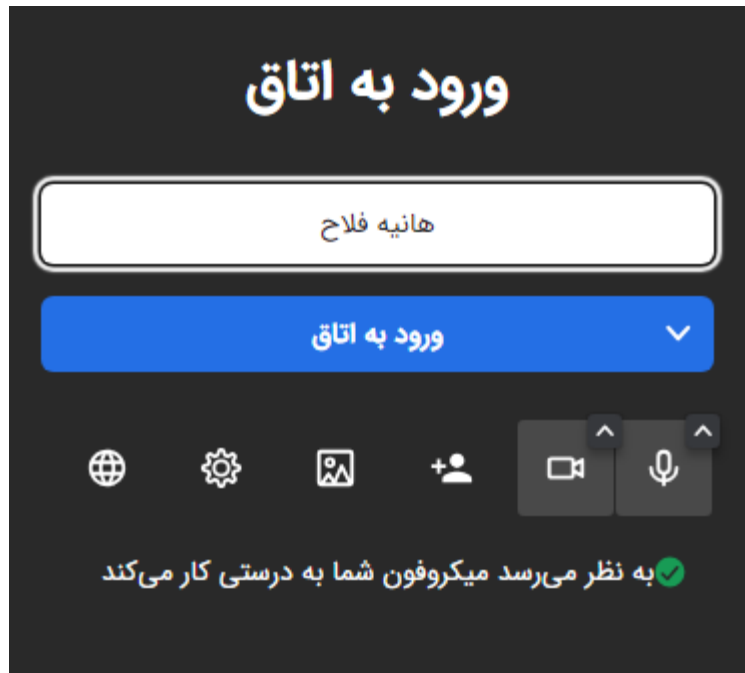 ورود به اتاق
هانیه فلاح
ورود به اتاق
به نظر می‌رسد میکروفون شما به درستی کار می‌کند